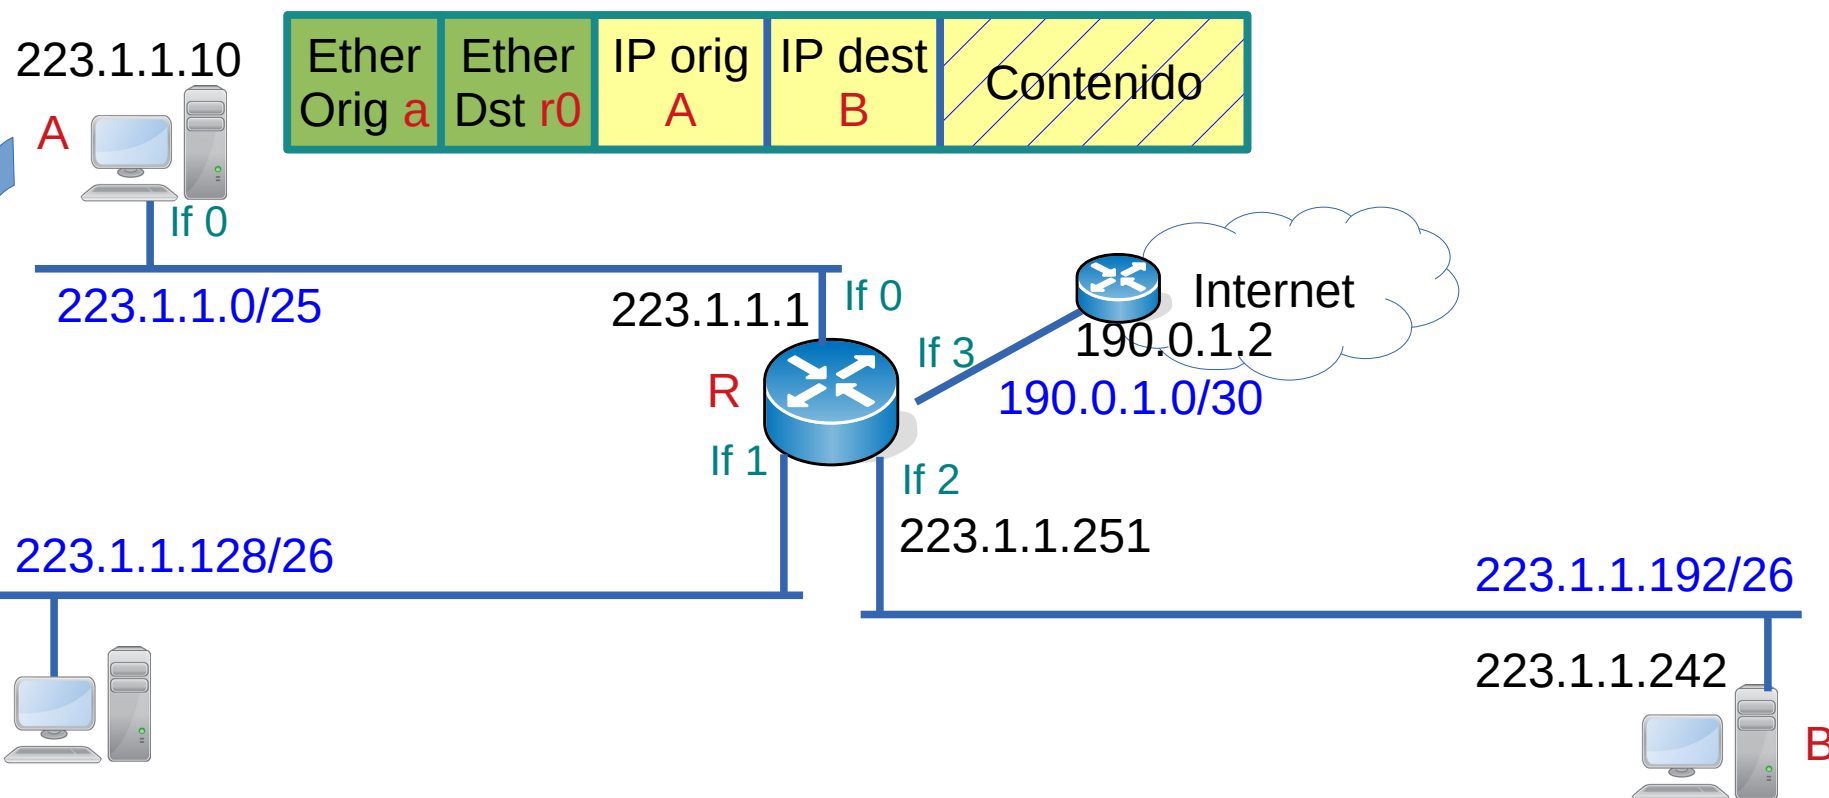 223.1.1.10
Ether
Orig a
Ether
Dst r0
IP orig
A
IP dest
B
Contenido
A
If 0
223.1.1.0/25
223.1.1.1
If 0
Internet
190.0.1.2
190.0.1.0/30
If 3
R
If 1
If 2
223.1.1.251
223.1.1.128/26
223.1.1.192/26
223.1.1.242
B